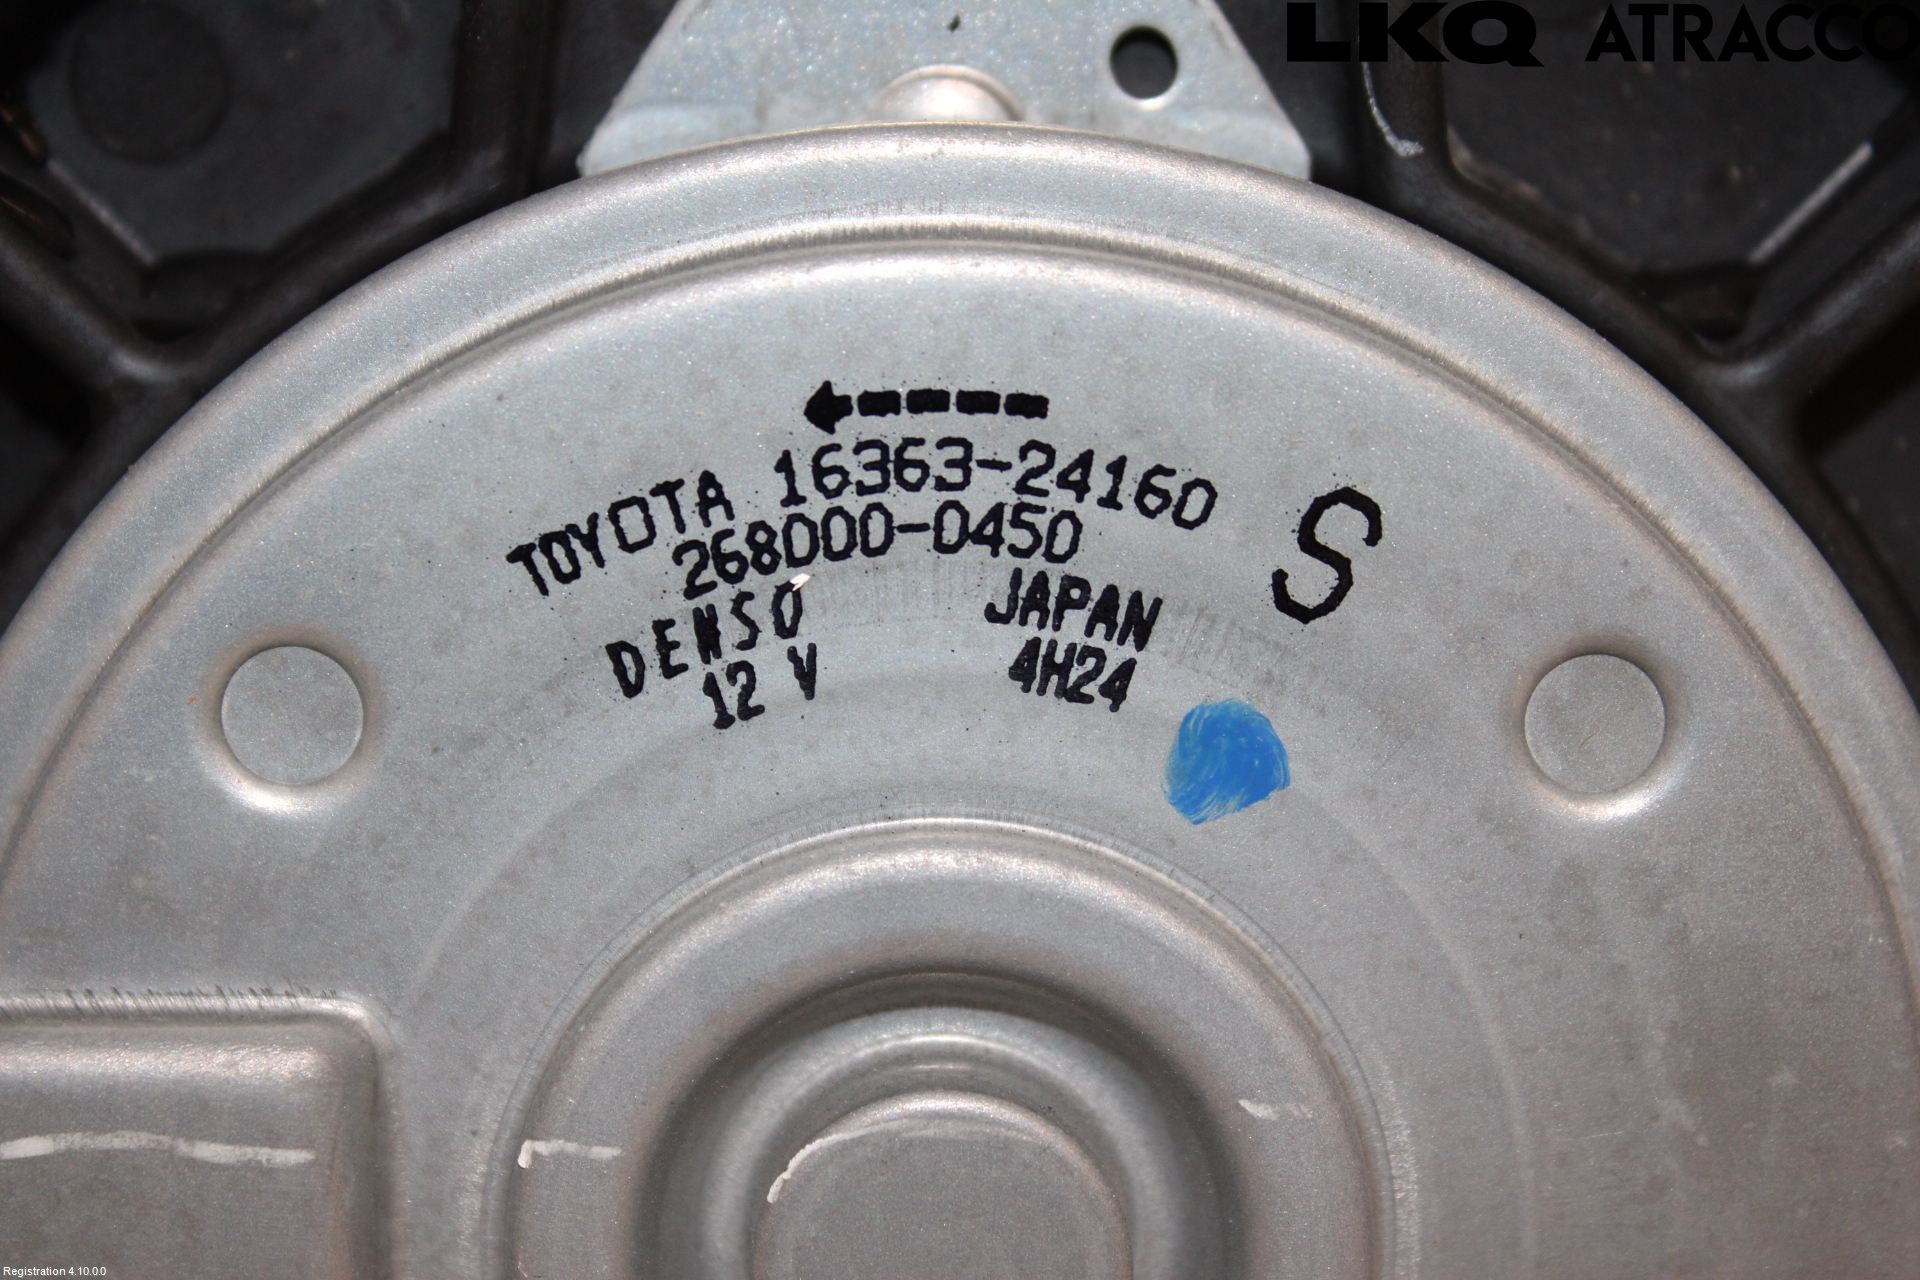 LKQ ATRACCO
TOYOTA 16363-24160
268000-0450
S
DENSO JAPAN
12 V 4H24
Registration 4.10.0.0